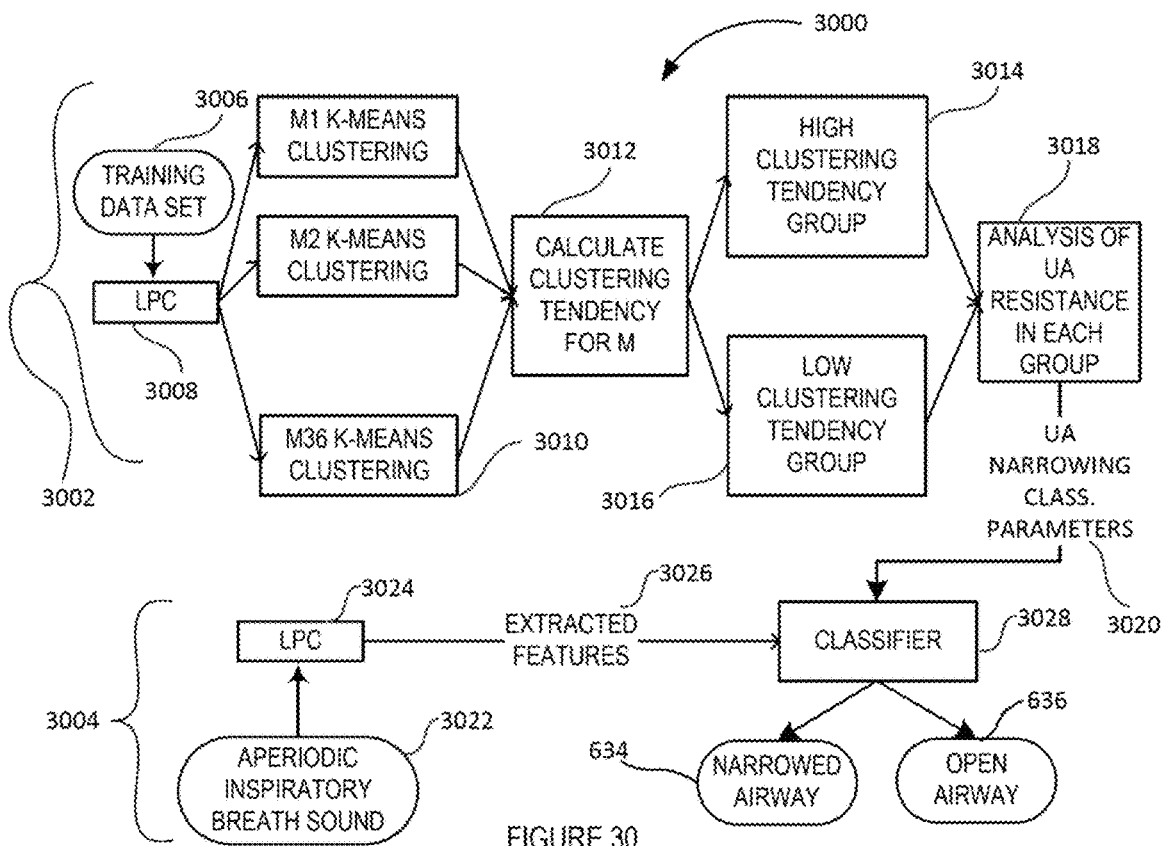 3000
3006
TRAINING
DATA SET
LPC
3008
3002
M1 K-MEANS
CLUSTERING
M2 K-MEANS
CLUSTERING
M36 K-MEANS
CLUSTERING
3010
3012
CALCULATE
CLUSTERING
TENDENCY
FOR M
3014
HIGH
CLUSTERING
TENDENCY
GROUP
LOW
CLUSTERING
TENDENCY
GROUP
3016
3018
ANALYSIS OF
UA
RESISTANCE
IN EACH
GROUP
UA
NARROWING
CLASS.
PARAMETERS
3020
3004
3024
LPC
3022
APERIODIC
INSPIRATORY
BREATH SOUND
3026
EXTRACTED
FEATURES
CLASSIFIER
3028
634
NARROWED
AIRWAY
636
OPEN
AIRWAY
FIGURE 30